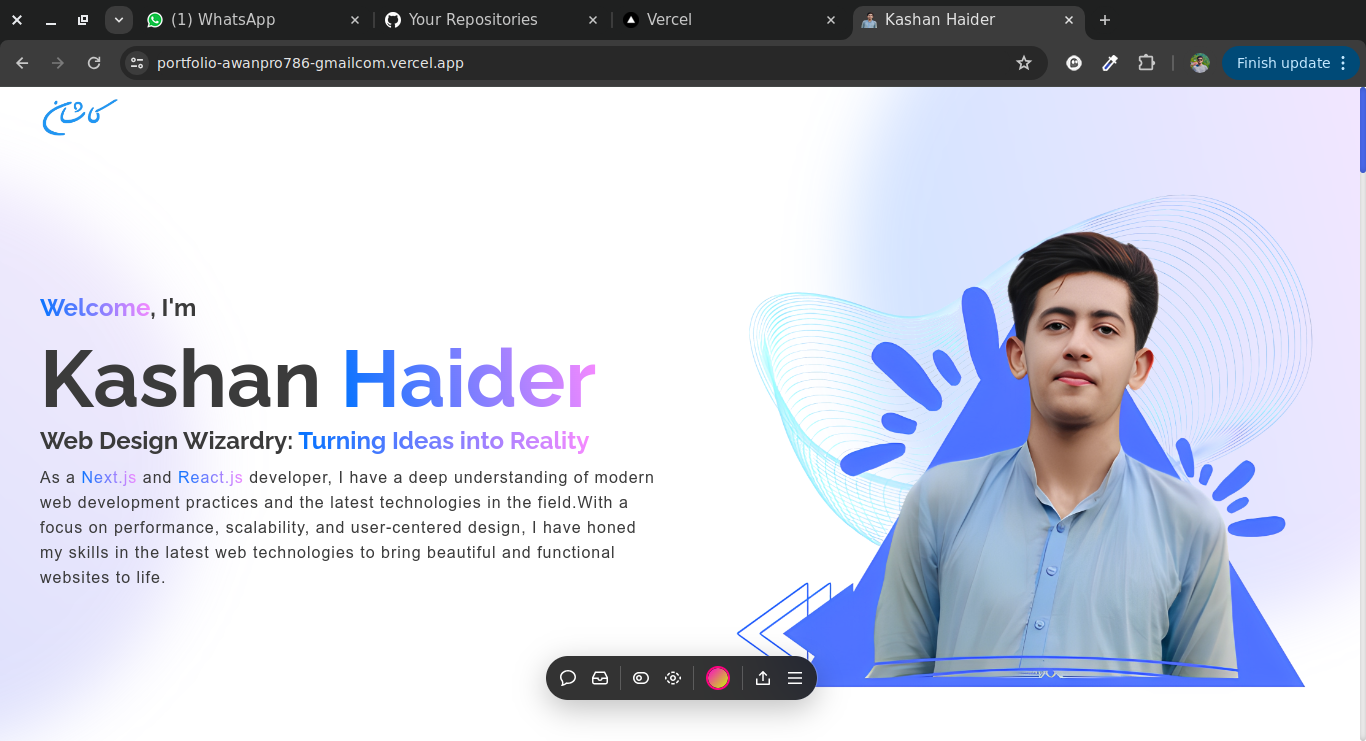 (1) WhatsApp
Your Repositories
Vercel
Kashan Haider
portfolio-awanpro786-gmailcom.vercel.app
Finish update
کاشان
Welcome, I'm
Kashan Haider
Web Design Wizardry: Turning Ideas into Reality
As a Next.js and React.js developer, I have a deep understanding of modern
web development practices and the latest technologies in the field.With a
focus on performance, scalability, and user-centered design, I have honed
my skills in the latest web technologies to bring beautiful and functional
websites to life.